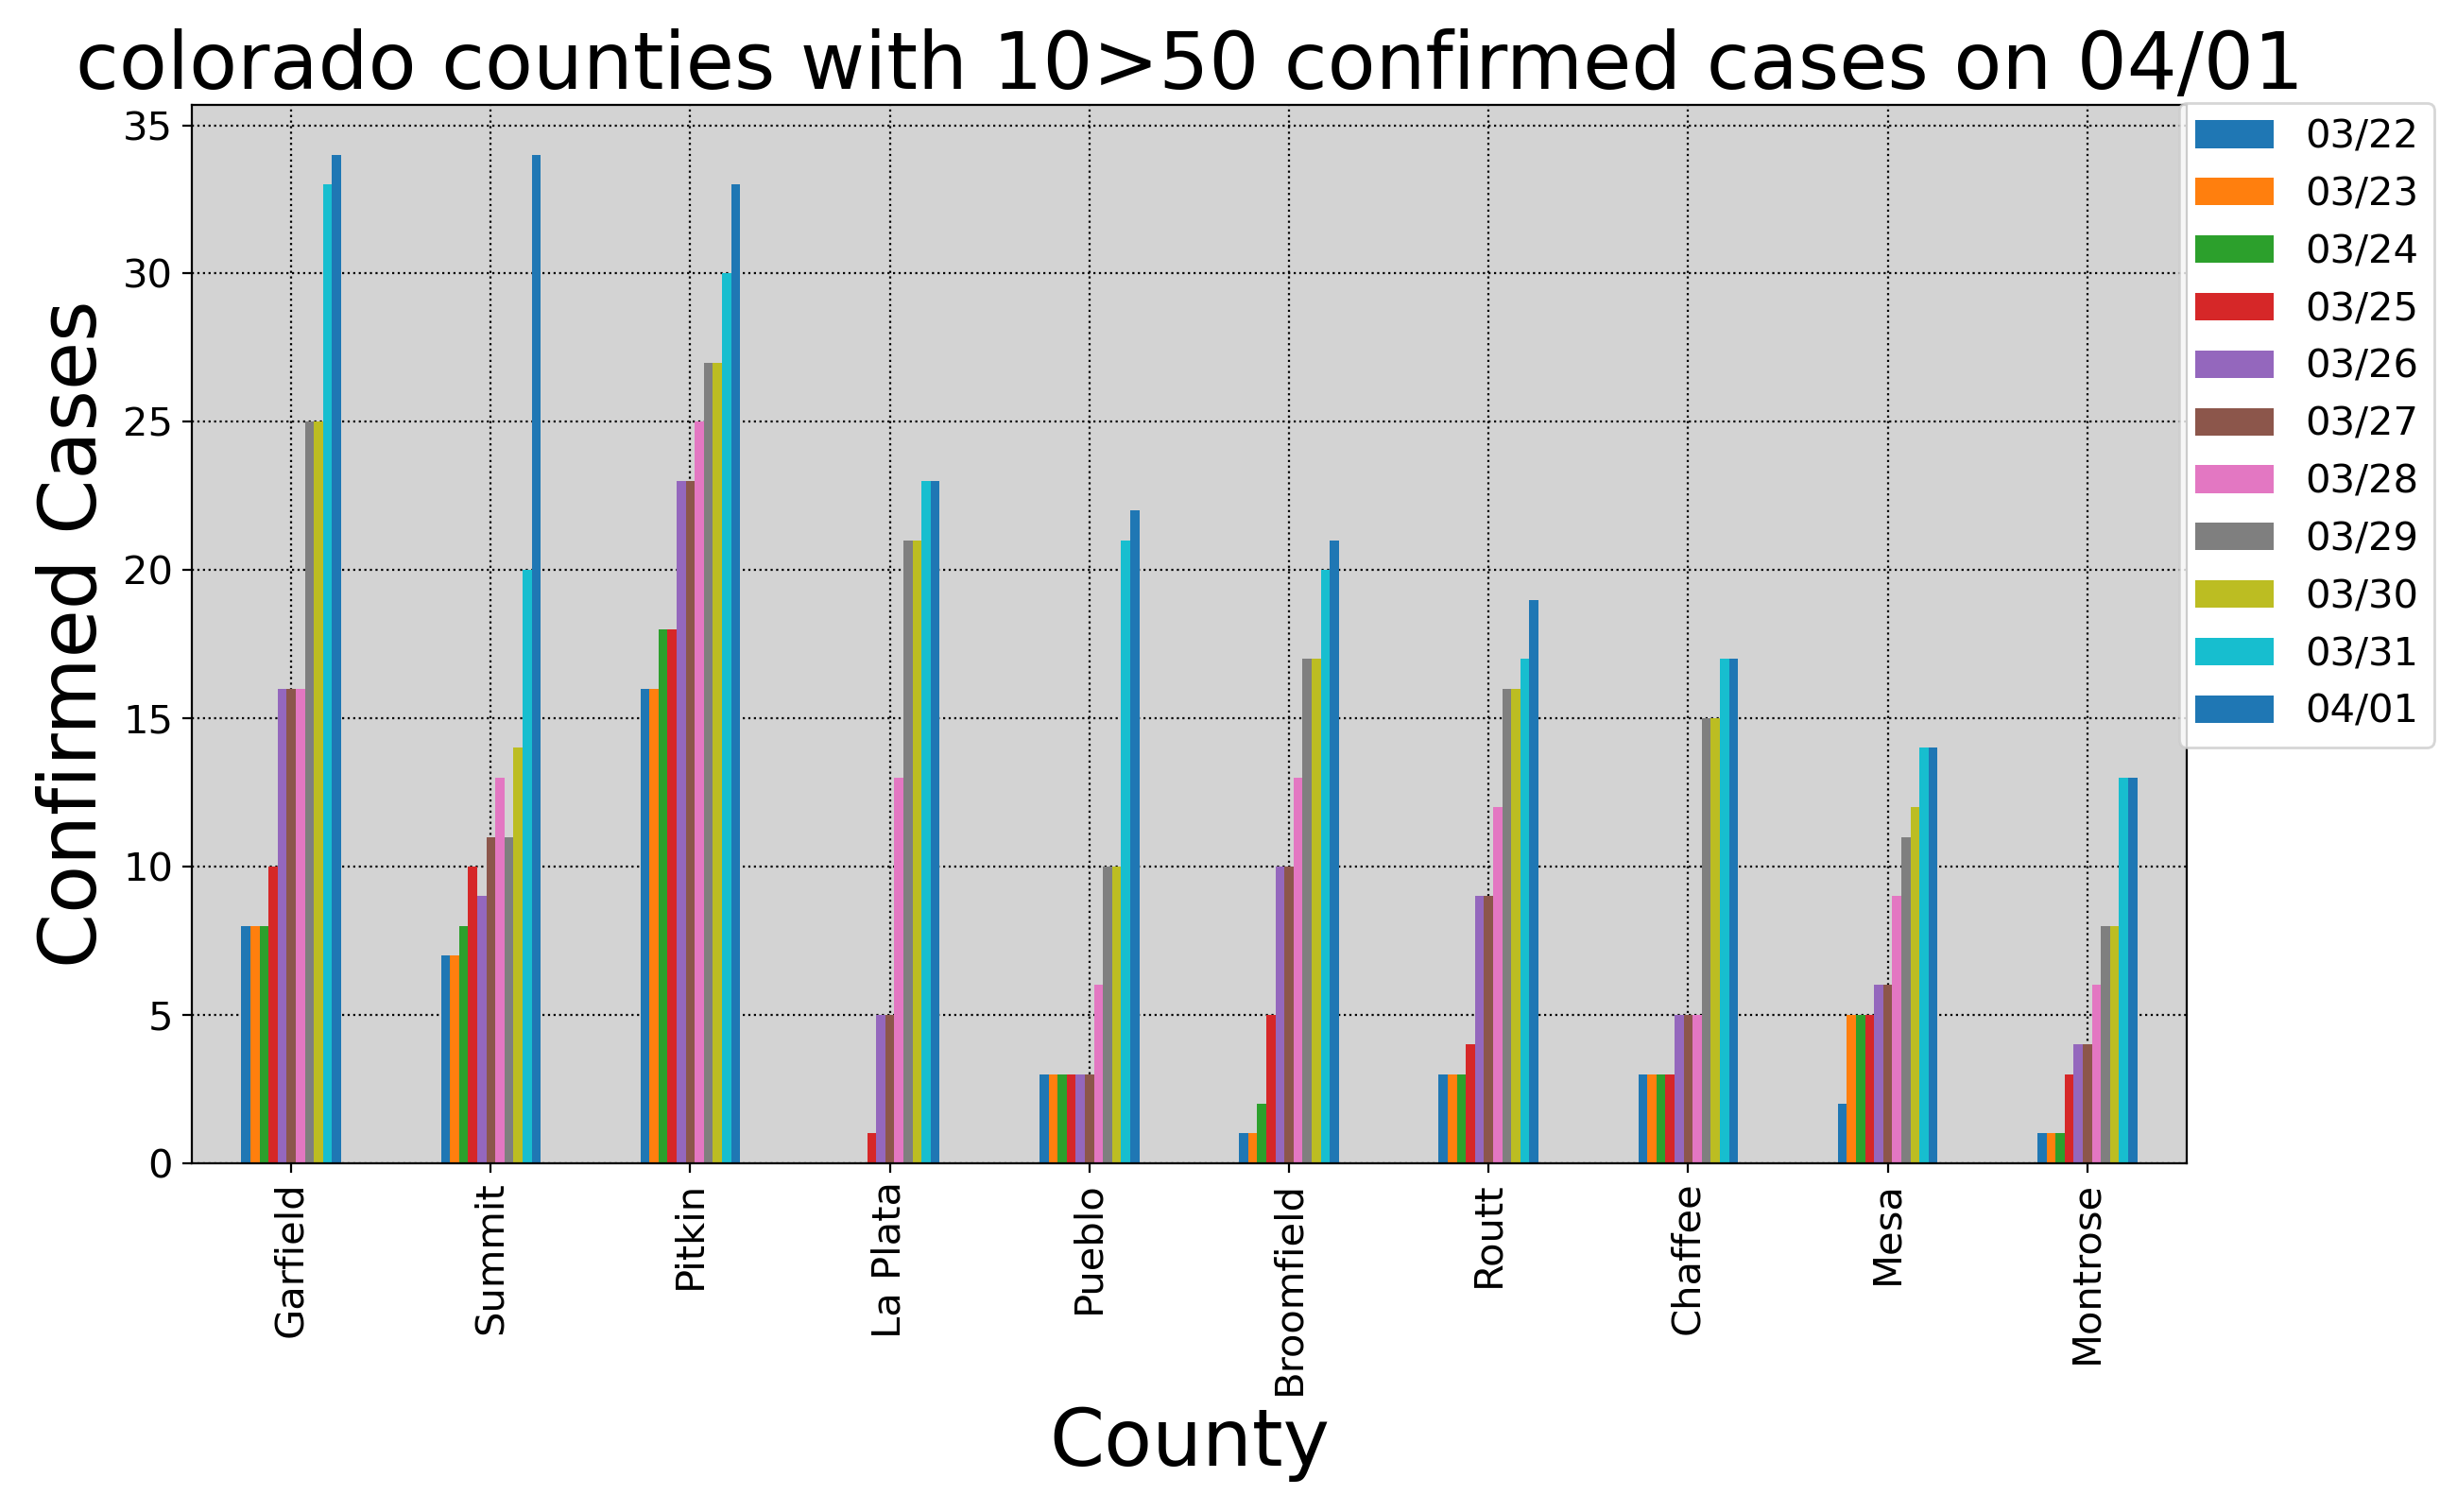 colorado counties with 10>50 confirmed cases on 04/01
Confirmed Cases
35
30
25
20
15
10
5
0
03/22
03/23
03/24
03/25
03/26
03/27
03/28
03/29
03/30
03/31
04/01
Garfield
Summit
Pitkin
La Plata
Pueblo
Broomfield
Routt
Chaffee
Mesa
Montrose
County